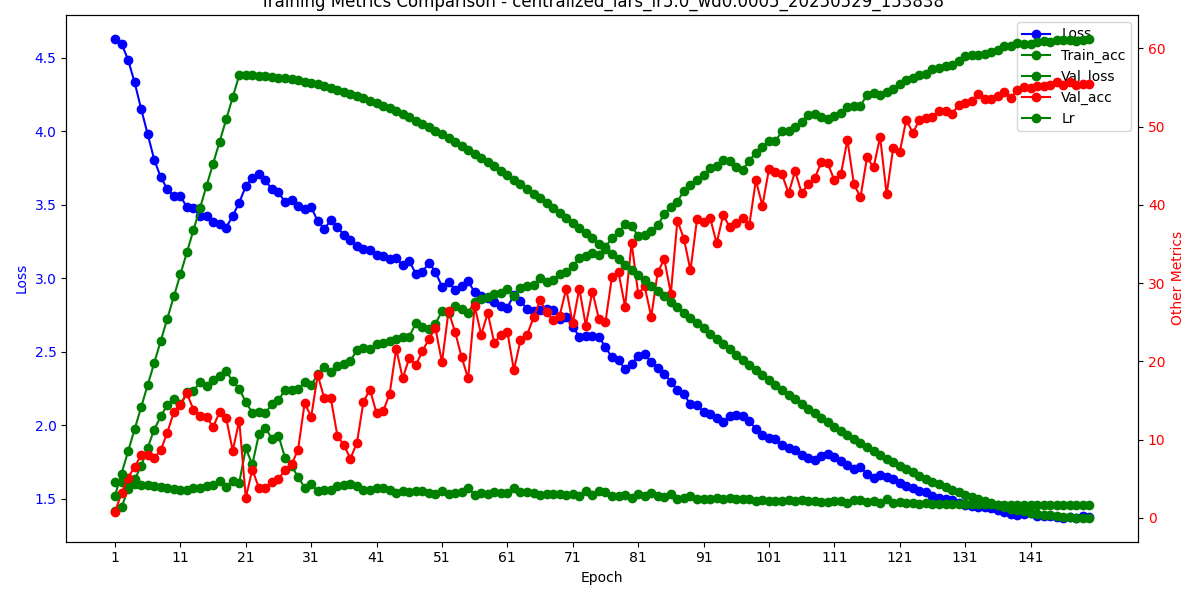 Training Metrics Comparison - centralized_lars_lr5.0_wd0.0005_20250529_153838
Loss
Train_acc
Val_loss
Val_acc
Lr
4.5
4.0
3.5
3.0
2.5
2.0
1.5
Loss
60
50
40
30
20
10
0
Other Metrics
1 11 21 31 41 51 61 71 81 91 101 111 121 131 141
Epoch